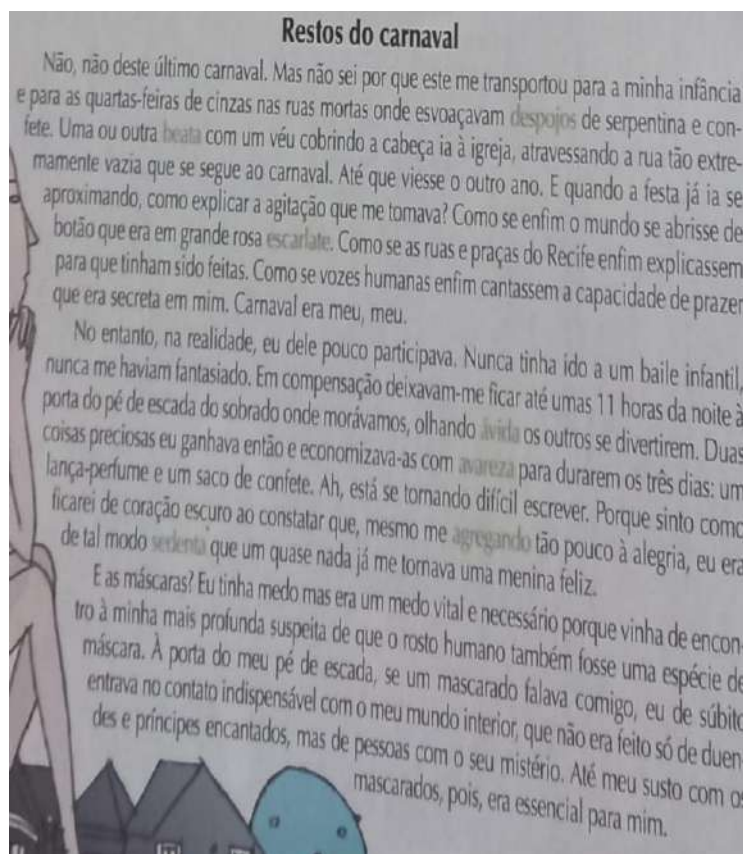 Restos do carnaval
Não, não deste último carnaval. Mas não sei por que este me transportou para a minha infância
e para as quartas-feiras de cinzas nas ruas mortas onde esvoaçavam despojos de serpentina e con-
fete. Uma ou outra beata com um véu cobrindo a cabeça ia à igreja, atravessando a rua tão extre-
mamente vazia que se segue ao carnaval. Até que viesse o outro ano. E quando a festa já ia se
aproximando, como explicar a agitação que me tomava? Como se enfim o mundo se abrisse de
botão que era em grande rosa escarlate. Como se as ruas e praças do Recife enfim explicassem
para que tinham sido feitas. Como se vozes humanas enfim cantassem a capacidade de prazer
que era secreta em mim. Carnaval era meu, meu.
No entanto, na realidade, eu dele pouco participava. Nunca tinha ido a um baile infantil,
nunca me haviam fantasiado. Em compensação deixavam-me ficar até umas 11 horas da noite à
porta do pé de escada do sobrado onde morávamos, olhando ávida os outros se divertirem. Duas
coisas preciosas eu ganhava então e economizava-as com avareza para durarem os três dias: um
lança-perfume e um saco de confete. Ah, está se tornando difícil escrever. Porque sinto como
ficarei de coração escuro ao constatar que, mesmo me agregando tão pouco à alegria, eu era
de tal modo sedenta que um quase nada já me tornava uma menina feliz.
E as máscaras? Eu tinha medo mas era um medo vital e necessário porque vinha de encon-
tro à minha mais profunda suspeita de que o rosto humano também fosse uma espécie de
máscara. À porta do meu pé de escada, se um mascarado falava comigo, eu de súbito
entrava no contato indispensável com o meu mundo interior, que não era feito só de duen-
des e príncipes encantados, mas de pessoas com o seu mistério. Até meu susto com os
mascarados, pois, era essencial para mim.